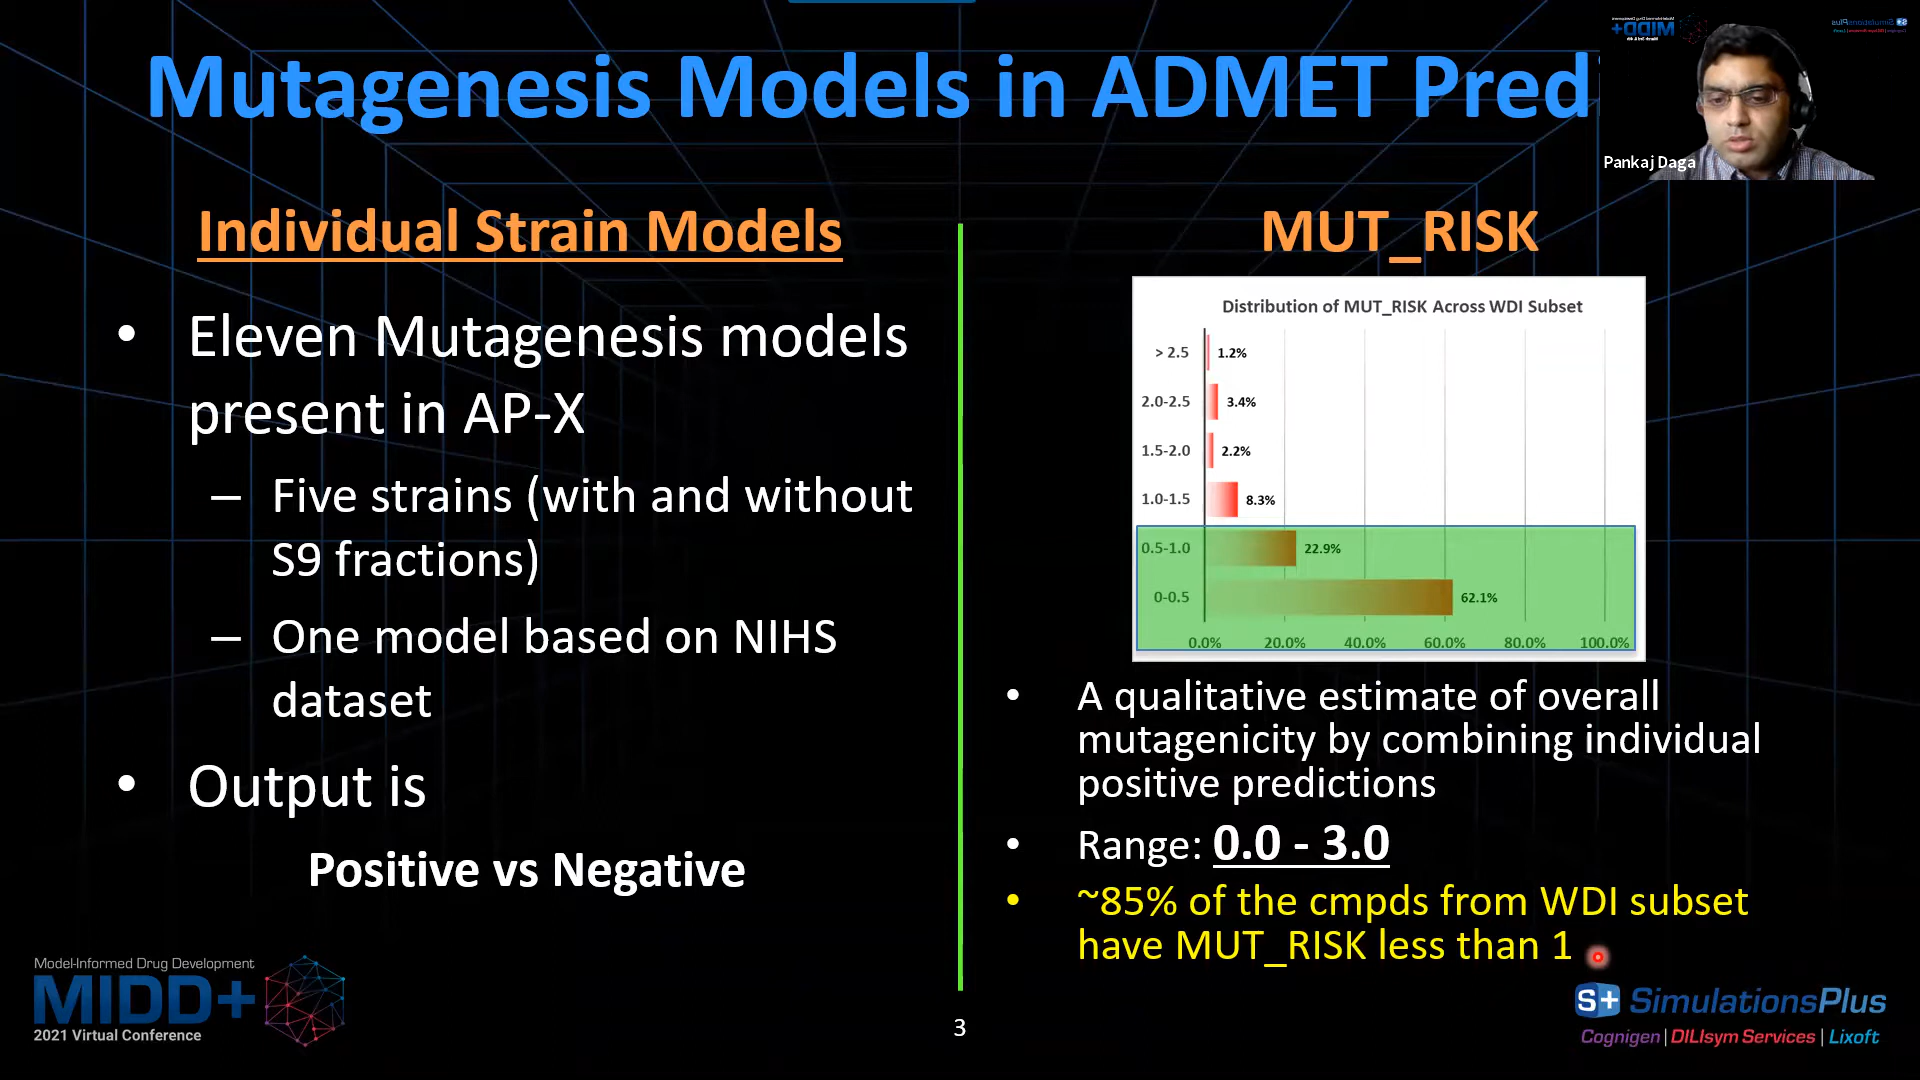 Mutagenesis Models in ADMET Predi
MIDD+
SimulationsPlus
Pankaj Daga
Individual Strain Models
• Eleven Mutagenesis models
present in AP-X
– Five strains (with and without
S9 fractions)
– One model based on NIHS
dataset
• Output is
Positive vs Negative
MUT_RISK
Distribution of MUT_RISK Across WDI Subset
> 2.5 1.2%
2.0-2.5 3.4%
1.5-2.0 2.2%
1.0-1.5 8.3%
0.5-1.0 22.9%
0-0.5 62.1%
0.0% 20.0% 40.0% 60.0% 80.0% 100.0%
• A qualitative estimate of overall
mutagenicity by combining individual
positive predictions
• Range: 0.0 - 3.0
• ~85% of the cmpds from WDI subset
have MUT_RISK less than 1
Model-Informed Drug Development
MIDD+
2021 Virtual Conference
3
S+ SimulationsPlus
Cognigen | DILIsym Services | Lixoft